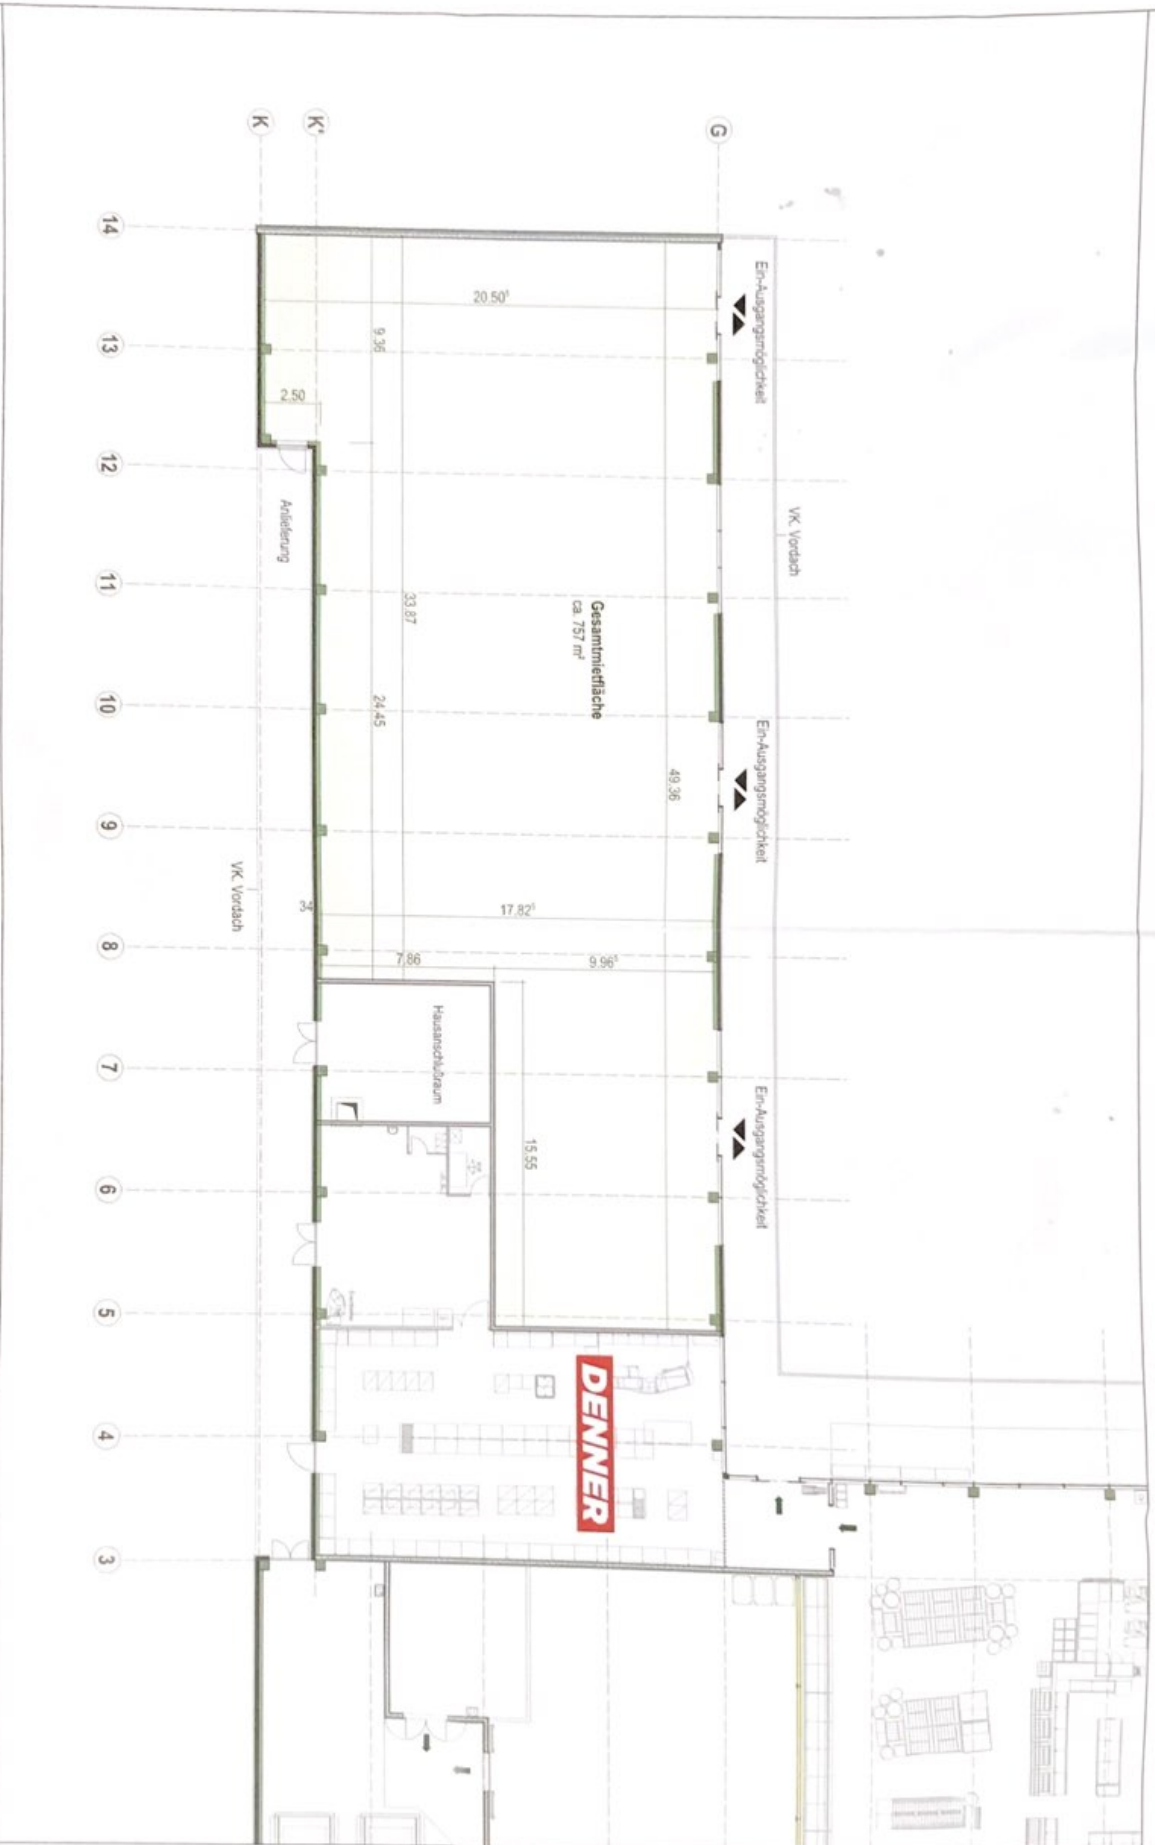 K
K*
G
14
13
12
11
10
9
8
7
6
5
4
3
Ein-Ausgangsmöglichkeit
VK. Vordach
Ein-Ausgangsmöglichkeit
Ein-Ausgangsmöglichkeit
20.50⁵
9.36
2.50
Anlieferung
33.87
24.45
Gesamtmietfläche
ca. 757 m²
49.36
VK. Vordach
34
17.82⁵
7.86
9.96⁵
Hausanschlußraum
15.55
DENNER